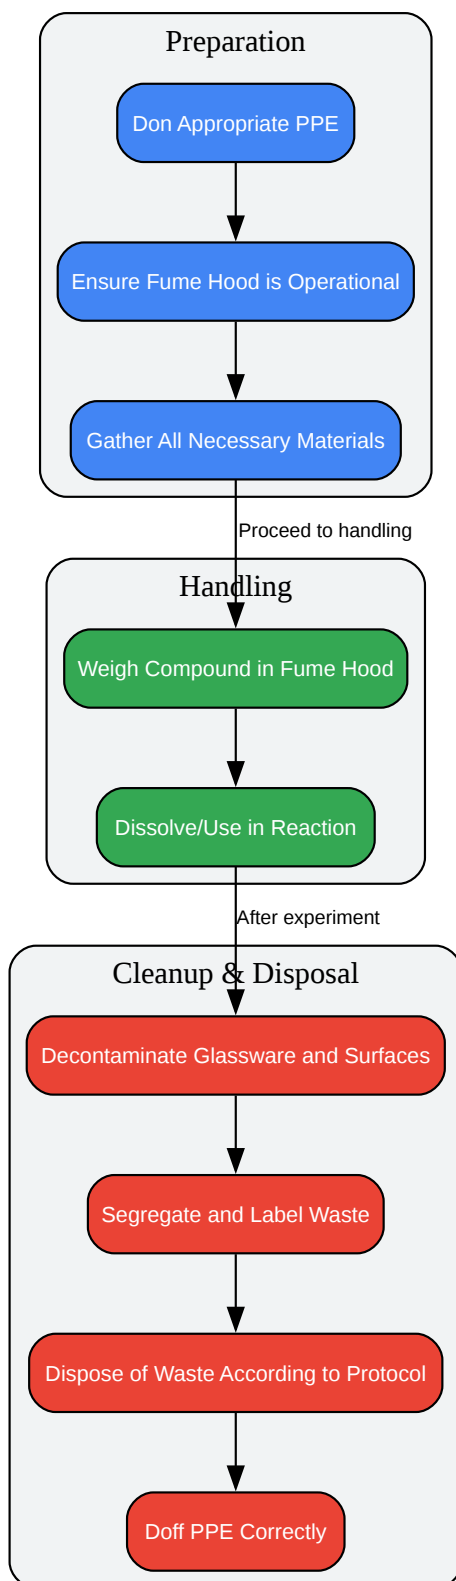 Preparation
Don Appropriate PPE
Ensure Fume Hood is Operational
Gather All Necessary Materials
Proceed to handling
Handling
Weigh Compound in Fume Hood
Dissolve/Use in Reaction
After experiment
Cleanup & Disposal
Decontaminate Glassware and Surfaces
Segregate and Label Waste
Dispose of Waste According to Protocol
Doff PPE Correctly